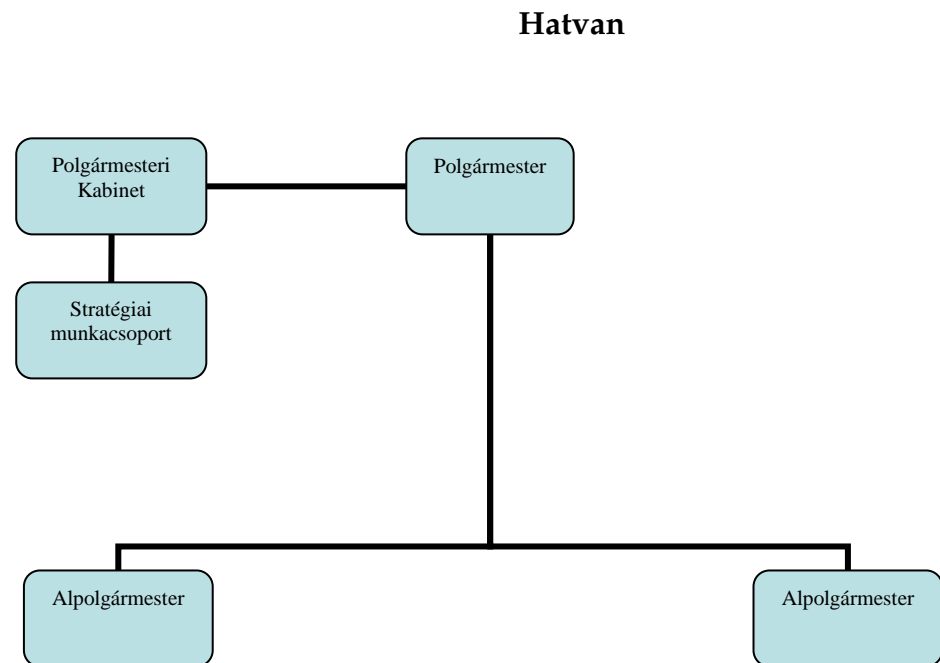 Hatvan
Polgármesteri
Kabinet
Polgármester
Stratégiai
munkacsoport
Alpolgármester
Alpolgármester